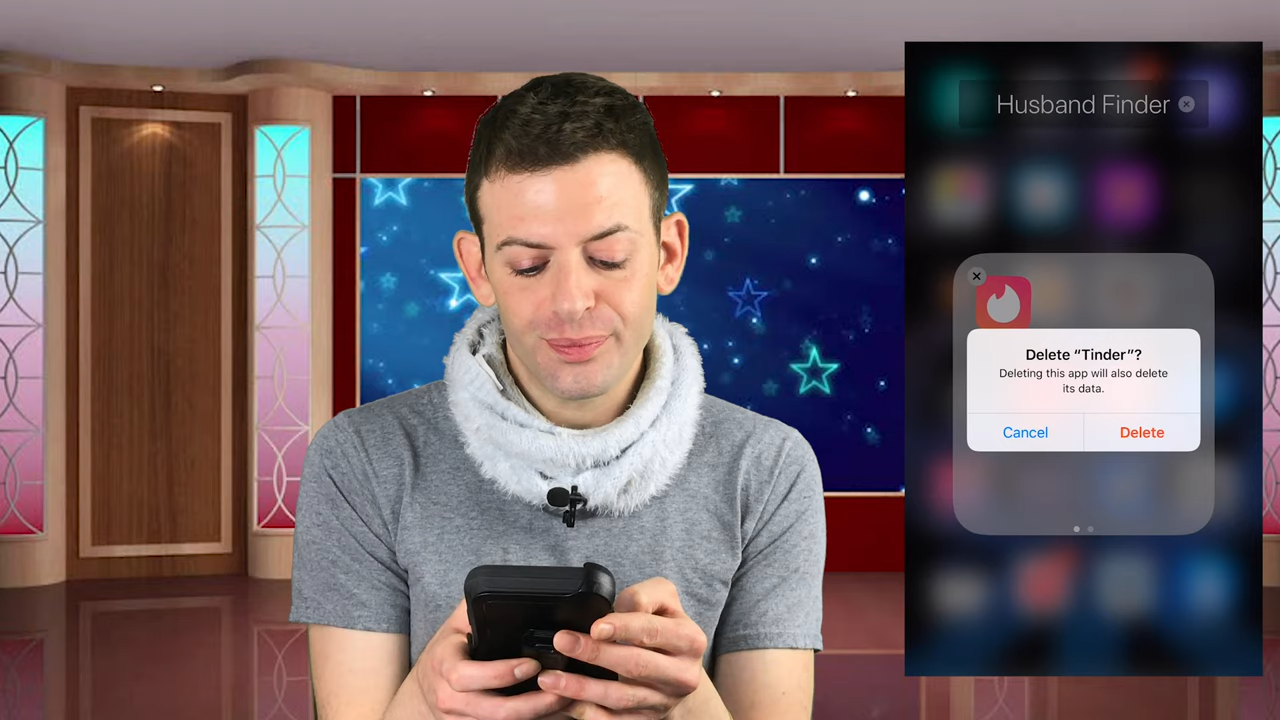 Husband Finder
Delete “Tinder”?
Deleting this app will also delete
its data.
Cancel
Delete